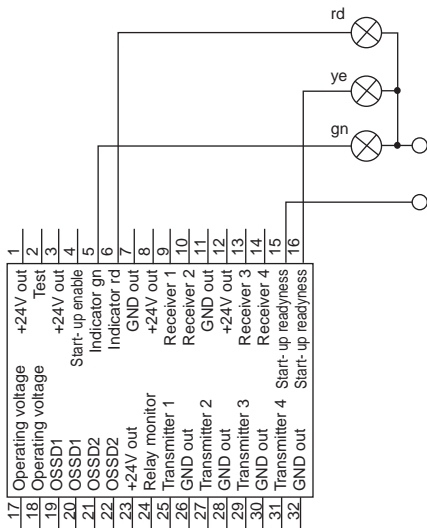 rd
ye
gn
1 +24V out
2 Test
3 +24V out
4 Start- up enable
5 Indicator gn
6 Indicator rd
7 GND out
8 +24V out
9 Receiver 1
10 Receiver 2
11 GND out
12 +24V out
13 Receiver 3
14 Receiver 4
15 Start- up readyness
16 Start- up readyness
17 Operating voltage
18 Operating voltage
19 OSSD1
20 OSSD1
21 OSSD2
22 OSSD2
23 +24V out
24 Relay monitor
25 Transmitter 1
26 GND out
27 Transmitter 2
28 GND out
29 Transmitter 3
30 GND out
31 Transmitter 4
32 GND out